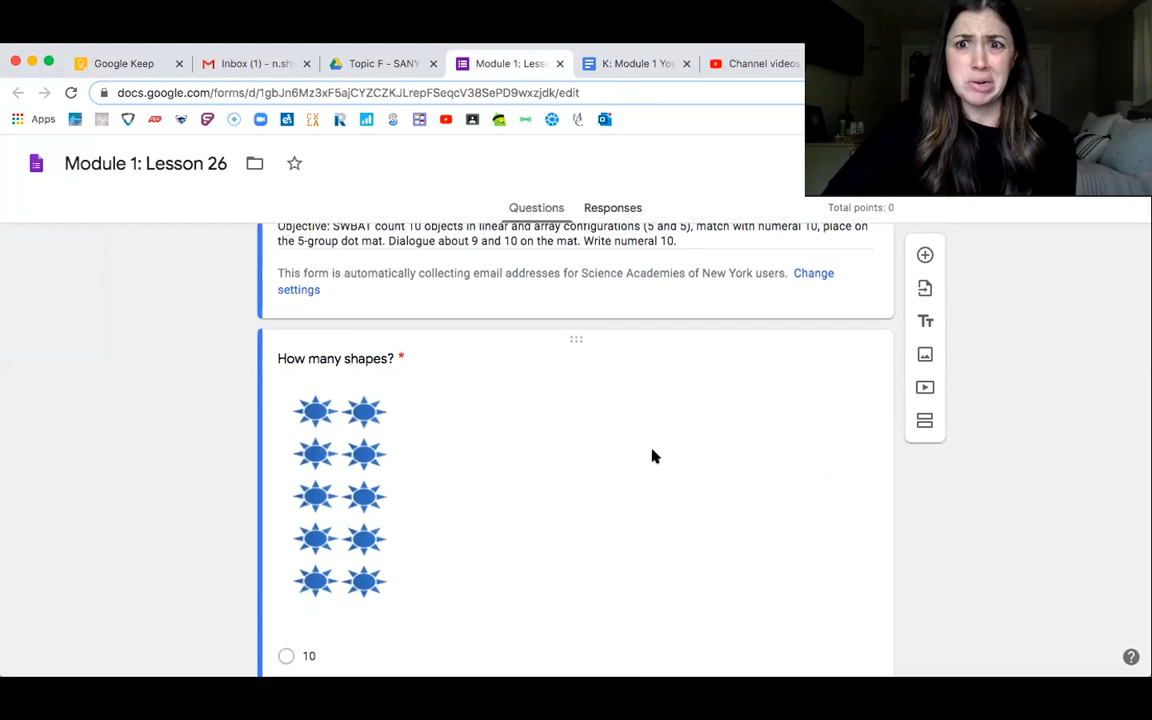 Google Keep
Inbox (1) - n.sh
Topic F - SANY
Module 1: Less
K: Module 1 You
Channel videos
docs.google.com/forms/d/1gbJn6Mz3xF5ajCYZCZKJLrepFSeqcV38SePD9wxzjdk/edit
Apps
Module 1: Lesson 26
Questions Responses
Total points: 0
Objective: SWBAT count 10 objects in linear and array configurations (5 and 5), match with numeral 10, place on
the 5-group dot mat. Dialogue about 9 and 10 on the mat. Write numeral 10.
This form is automatically collecting email addresses for Science Academies of New York users. Change
settings
How many shapes? *
10